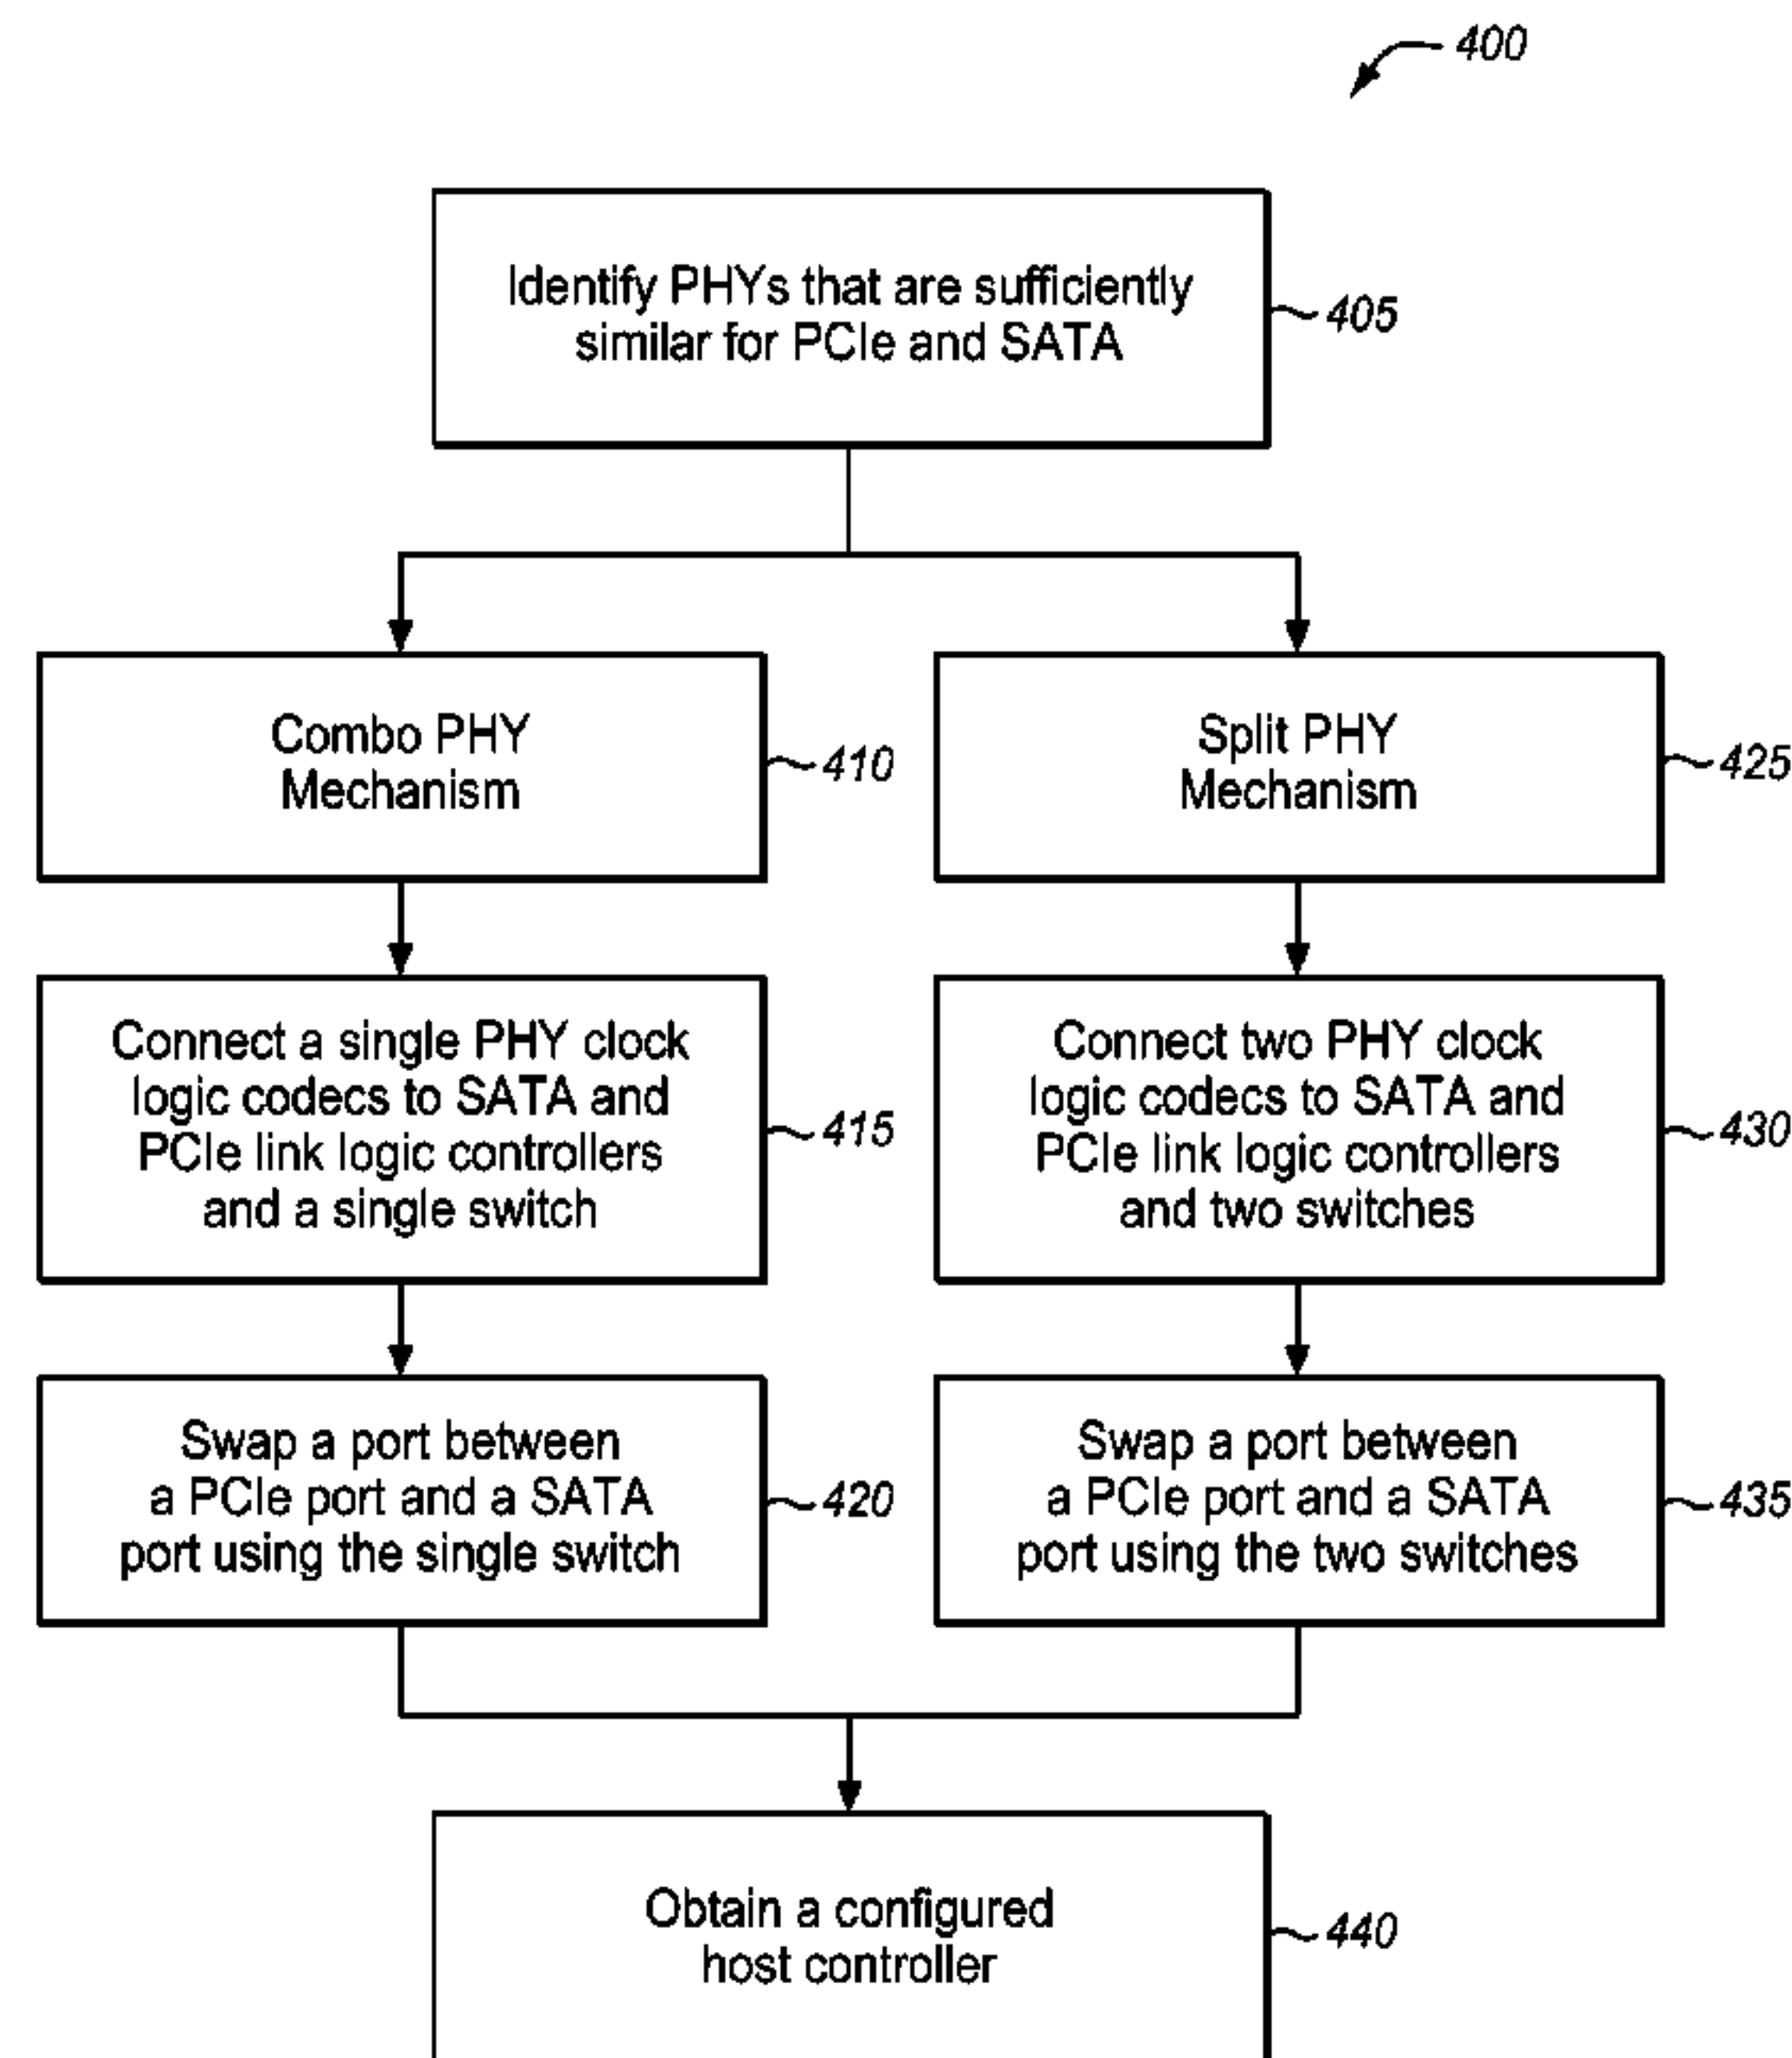 400
Identify PHYs that are sufficiently
similar for PCIe and SATA
405
Combo PHY
Mechanism
410
Split PHY
Mechanism
425
Connect a single PHY clock
logic codecs to SATA and
PCIe link logic controllers
and a single switch
415
Connect two PHY clock
logic codecs to SATA and
PCIe link logic controllers
and two switches
430
Swap a port between
a PCIe port and a SATA
port using the single switch
420
Swap a port between
a PCIe port and a SATA
port using the two switches
435
Obtain a configured
host controller
440